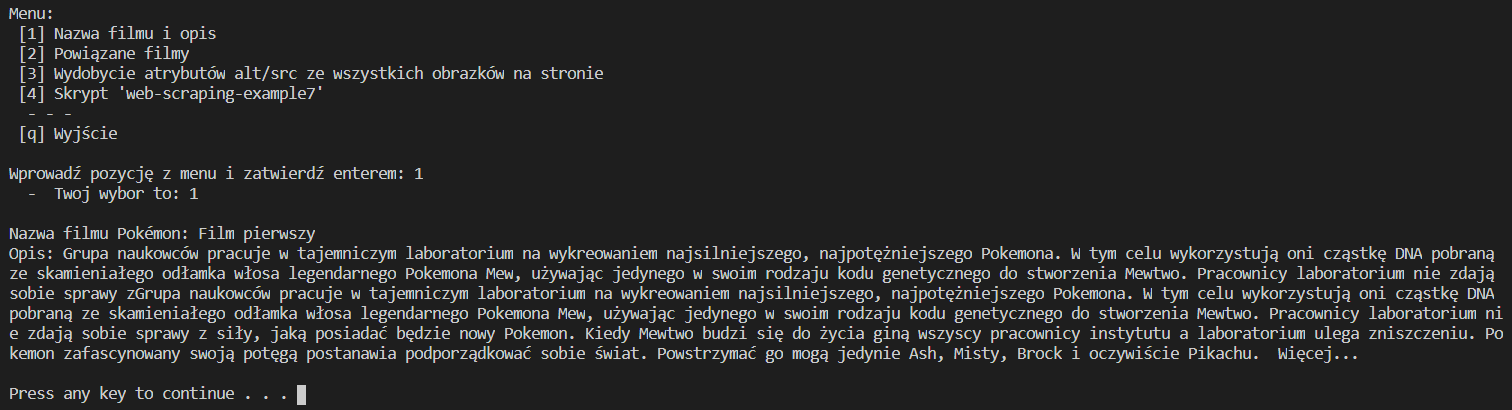 Menu:
[1] Nazwa filmu i opis
[2] Powiązane filmy
[3] Wydobycie atrybutów alt/src ze wszystkich obrazków na stronie
[4] Skrypt 'web-scraping-example7'
- - -
[q] Wyjście
Wprowadź pozycję z menu i zatwierdź enterem: 1
-  Twoj wybor to: 1
Nazwa filmu Pokémon: Film pierwszy
Opis: Grupa naukowców pracuje w tajemniczym laboratorium na wykreowaniem najsilniejszego, najpotężniejszego Pokemona. W tym celu wykorzystują oni cząstkę DNA pobraną
ze skamieniałego odłamka włosa legendarnego Pokemona Mew, używając jedynego w swoim rodzaju kodu genetycznego do stworzenia Mewtwo. Pracownicy laboratorium nie zdają
sobie sprawy zGrupa naukowców pracuje w tajemniczym laboratorium na wykreowaniem najsilniejszego, najpotężniejszego Pokemona. W tym celu wykorzystują oni cząstkę DNA
pobraną ze skamieniałego odłamka włosa legendarnego Pokemona Mew, używając jedynego w swoim rodzaju kodu genetycznego do stworzenia Mewtwo. Pracownicy laboratorium ni
e zdają sobie sprawy z siły, jaką posiadać będzie nowy Pokemon. Kiedy Mewtwo budzi się do życia giną wszyscy pracownicy instytutu a laboratorium ulega zniszczeniu. Po
kemon zafascynowany swoją potęgą postanawia podporządkować sobie świat. Powstrzymać go mogą jedynie Ash, Misty, Brock i oczywiście Pikachu.  Więcej...
Press any key to continue . . .